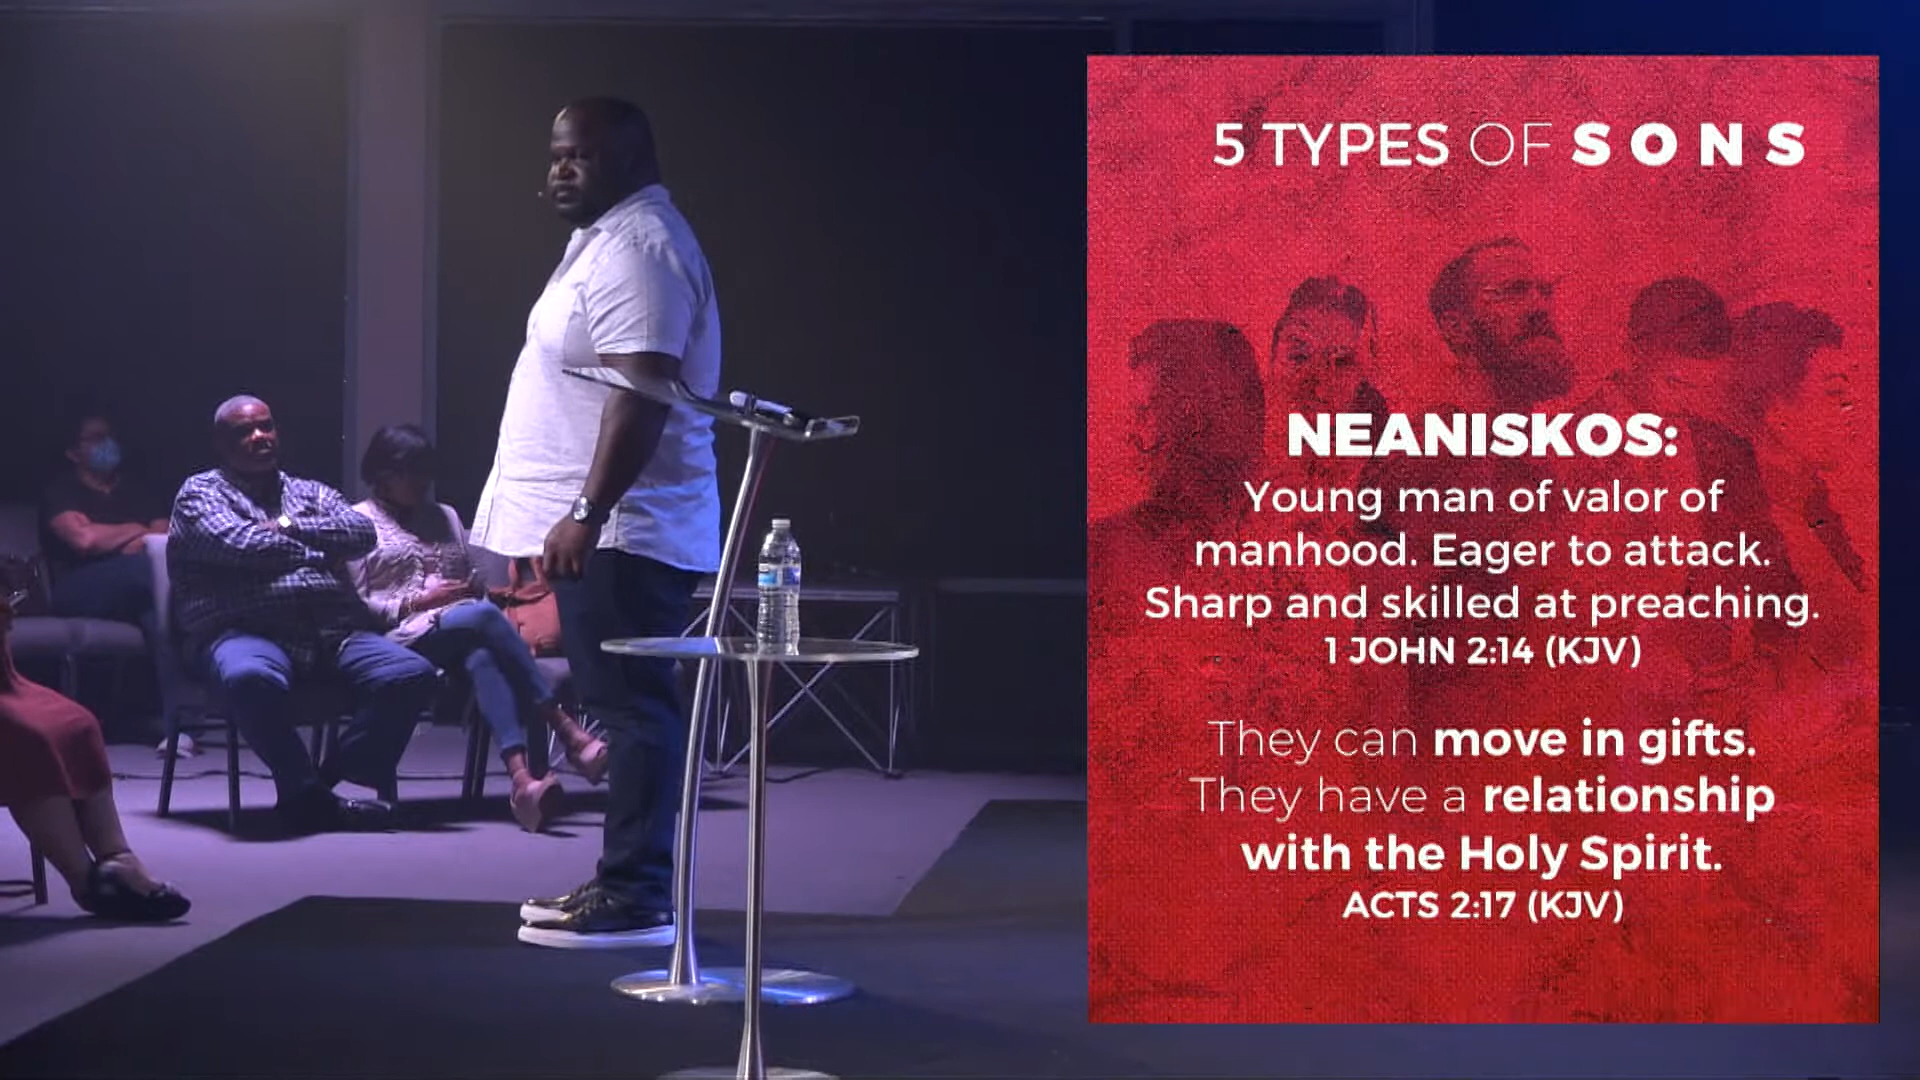 5 TYPES OF SONS
NEANISKOS:
Young man of valor of
manhood. Eager to attack.
Sharp and skilled at preaching.
1 JOHN 2:14 (KJV)
They can move in gifts.
They have a relationship
with the Holy Spirit.
ACTS 2:17 (KJV)